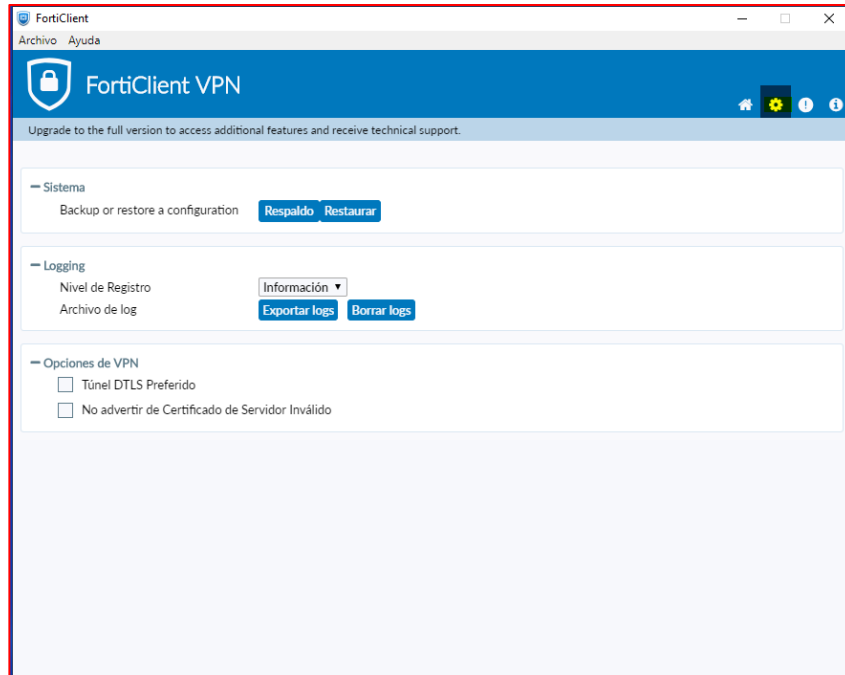 FortiClient
Archivo Ayuda
FortiClient VPN
Upgrade to the full version to access additional features and receive technical support.
Sistema
Backup or restore a configuration Respaldo Restaurar
Logging
Nivel de Registro Información
Archivo de log Exportar logs Borrar logs
Opciones de VPN
Túnel DTLS Preferido
No advertir de Certificado de Servidor Inválido